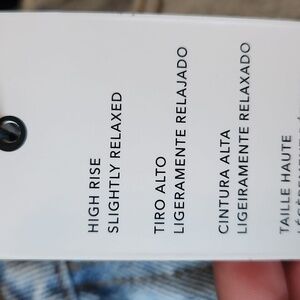 HIGH RISE
SLIGHTLY RELAXED
TIRO ALTO
LIGERAMENTE RELAJADO
CINTURA ALTA
LIGEIRAMENTE RELAXADO
TAILLE HAUTE